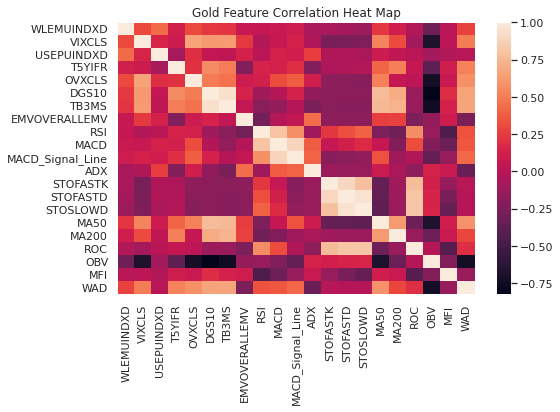 Gold Feature Correlation Heat Map
WLEMUINDXD
VIXCLS
USEPUINDXD
T5YIFR
OVXCLS
DGS10
TB3MS
EMVOVERALLEMV
RSI
MACD
MACD_Signal_Line
ADX
STOFASTK
STOFASTD
STOSLOWD
MA50
MA200
ROC
OBV
MFI
WAD
WLEMUINDXD
VIXCLS
USEPUINDXD
T5YIFR
OVXCLS
DGS10
TB3MS
EMVOVERALLEMV
RSI
MACD
MACD_Signal_Line
ADX
STOFASTK
STOFASTD
STOSLOWD
MA50
MA200
ROC
OBV
MFI
WAD
1.00
0.75
0.50
0.25
0.00
−0.25
−0.50
−0.75